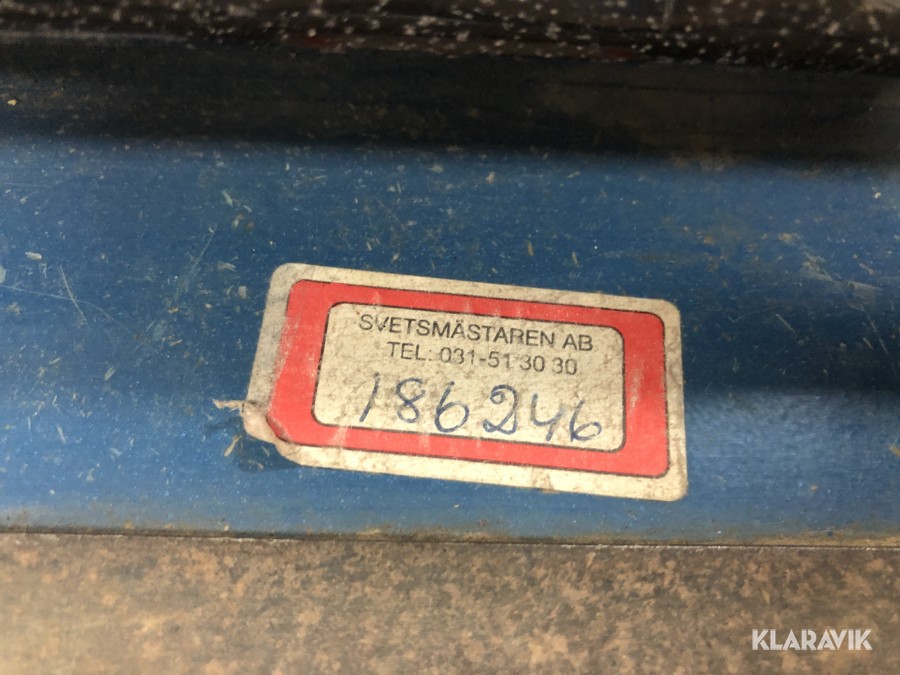 SVETSMÄSTAREN AB
TEL: 031-51 30 30
186246
KLARAVIK